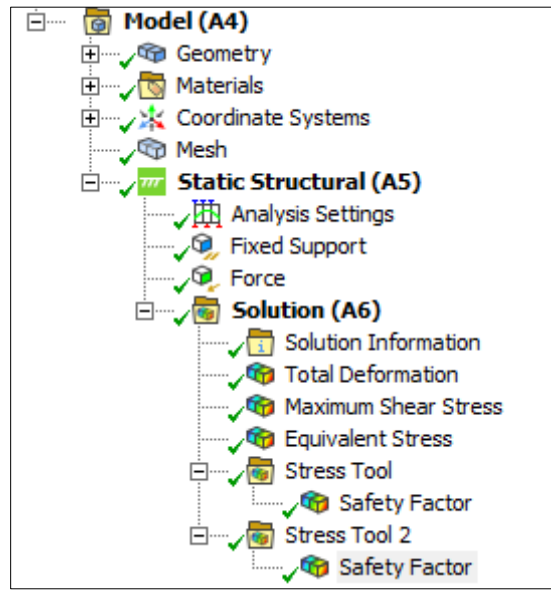 Model (A4)
Geometry
Materials
Coordinate Systems
Mesh
Static Structural (A5)
Analysis Settings
Fixed Support
Force
Solution (A6)
Solution Information
Total Deformation
Maximum Shear Stress
Equivalent Stress
Stress Tool
Safety Factor
Stress Tool 2
Safety Factor